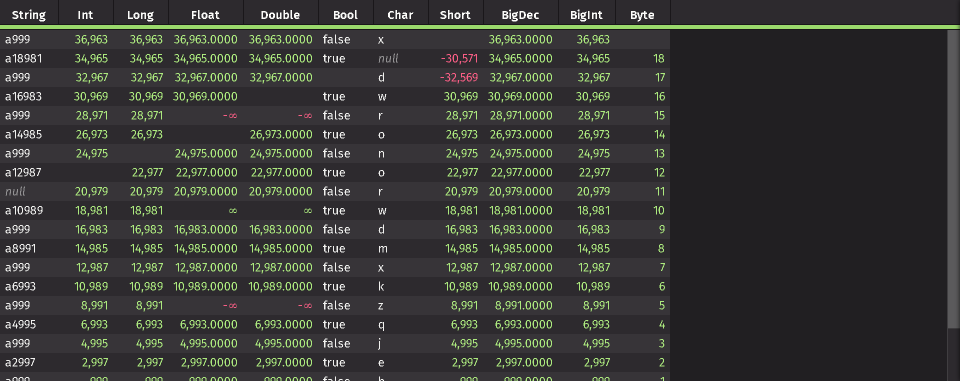 String Int Long Float Double Bool Char Short BigDec BigInt Byte
a999 36,963 36,963 36,963.0000 36,963.0000 false x 36,963.0000 36,963
a18981 34,965 34,965 34,965.0000 34,965.0000 true null -30,571 34,965.0000 34,965 18
a999 32,967 32,967 32,967.0000 32,967.0000 d -32,569 32,967.0000 32,967 17
a16983 30,969 30,969 30,969.0000 true w 30,969 30,969.0000 30,969 16
a999 28,971 28,971 -∞ -∞ false r 28,971 28,971.0000 28,971 15
a14985 26,973 26,973 26,973.0000 true o 26,973 26,973.0000 26,973 14
a999 24,975 24,975.0000 24,975.0000 false n 24,975 24,975.0000 24,975 13
a12987 22,977 22,977.0000 22,977.0000 true o 22,977 22,977.0000 22,977 12
null 20,979 20,979 20,979.0000 20,979.0000 false r 20,979 20,979.0000 20,979 11
a10989 18,981 18,981 ∞ ∞ true w 18,981 18,981.0000 18,981 10
a999 16,983 16,983 16,983.0000 16,983.0000 false d 16,983 16,983.0000 16,983 9
a8991 14,985 14,985 14,985.0000 14,985.0000 true m 14,985 14,985.0000 14,985 8
a999 12,987 12,987 12,987.0000 12,987.0000 false x 12,987 12,987.0000 12,987 7
a6993 10,989 10,989 10,989.0000 10,989.0000 true k 10,989 10,989.0000 10,989 6
a999 8,991 8,991 -∞ -∞ false z 8,991 8,991.0000 8,991 5
a4995 6,993 6,993 6,993.0000 6,993.0000 true q 6,993 6,993.0000 6,993 4
a999 4,995 4,995 4,995.0000 4,995.0000 false j 4,995 4,995.0000 4,995 3
a2997 2,997 2,997 2,997.0000 2,997.0000 true e 2,997 2,997.0000 2,997 2